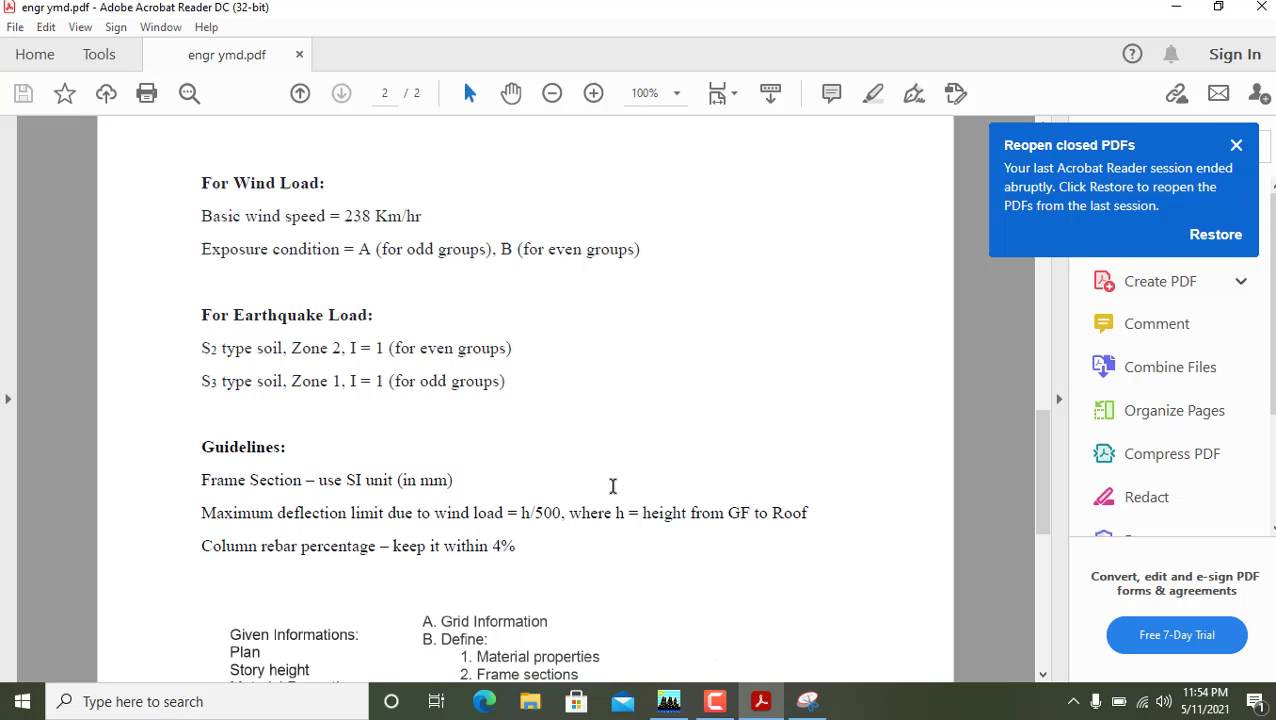 engr ymd.pdf - Adobe Acrobat Reader DC (32-bit)
File Edit View Sign Window Help
Home Tools engr ymd.pdf × Sign In
2 / 2 100%
Reopen closed PDFs
Your last Acrobat Reader session ended
abruptly. Click Restore to reopen the
PDFs from the last session.
Restore
For Wind Load:
Basic wind speed = 238 Km/hr
Exposure condition = A (for odd groups), B (for even groups)
For Earthquake Load:
S2 type soil, Zone 2, I = 1 (for even groups)
S3 type soil, Zone 1, I = 1 (for odd groups)
Guidelines:
Frame Section – use SI unit (in mm)
Maximum deflection limit due to wind load = h/500, where h = height from GF to Roof
Column rebar percentage – keep it within 4%
Given Informations:
Plan
Story height
A. Grid Information
B. Define:
1. Material properties
2. Frame sections
Create PDF
Comment
Combine Files
Organize Pages
Compress PDF
Redact
Convert, edit and e-sign PDF
forms & agreements
Free 7-Day Trial
Type here to search
11:54 PM
5/11/2021
1